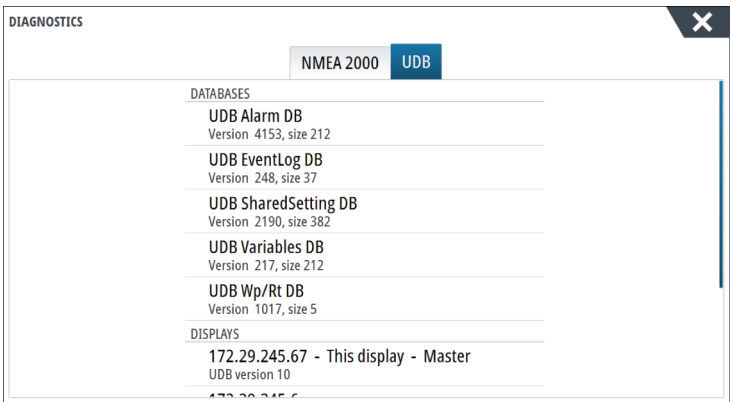 DIAGNOSTICS
NMEA 2000
UDB
DATABASES
UDB Alarm DB
Version 4153, size 212
UDB EventLog DB
Version 248, size 37
UDB SharedSetting DB
Version 2190, size 382
UDB Variables DB
Version 217, size 212
UDB Wp/Rt DB
Version 1017, size 5
DISPLAYS
172.29.245.67 - This display - Master
UDB version 10